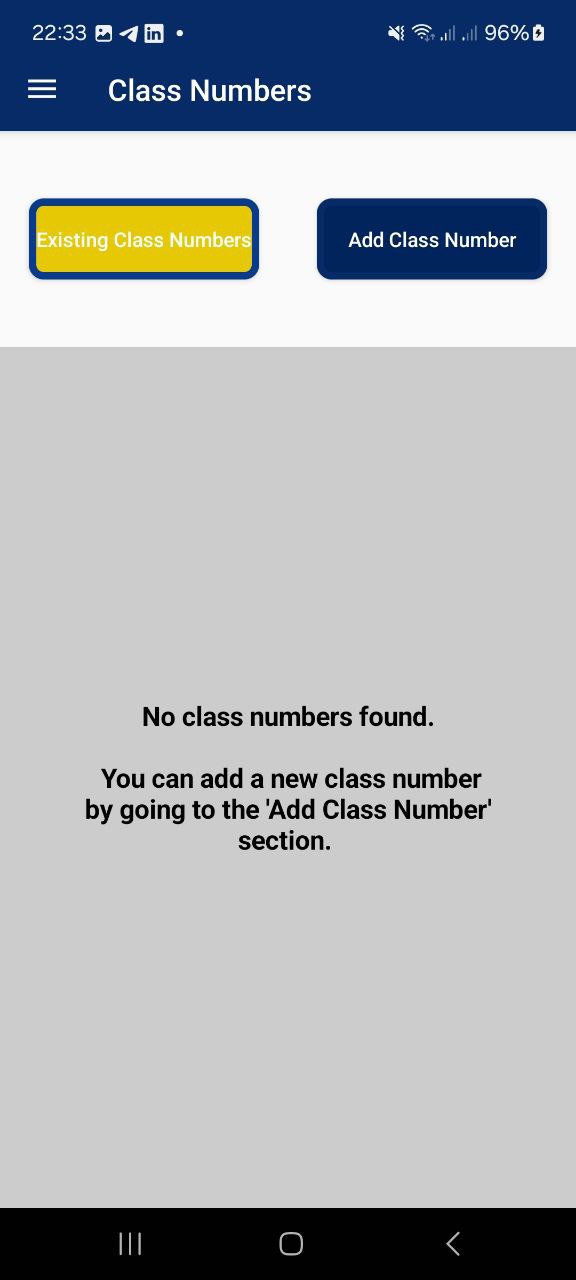 22:33 96%
Class Numbers
Existing Class Numbers Add Class Number
No class numbers found.
You can add a new class number
by going to the 'Add Class Number'
section.